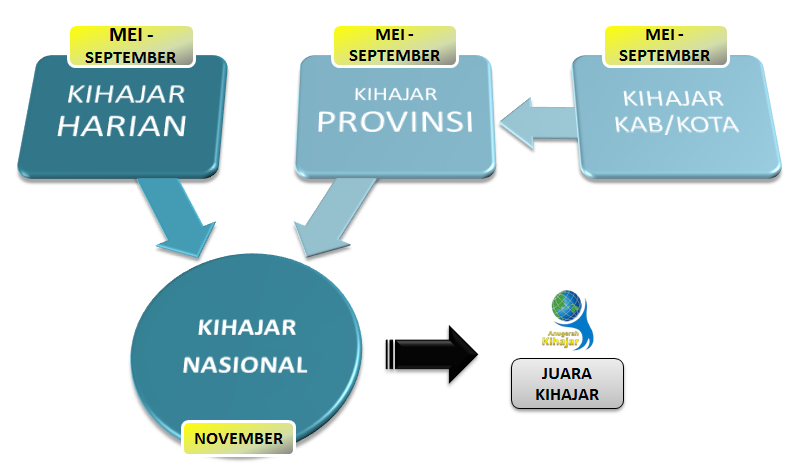 MEI -
SEPTEMBER
KIHAJAR
HARIAN
MEI -
SEPTEMBER
KIHAJAR
PROVINSI
MEI -
SEPTEMBER
KIHAJAR
KAB/KOTA
KIHAJAR
NASIONAL
NOVEMBER
Anugerah
Kihajar
JUARA
KIHAJAR